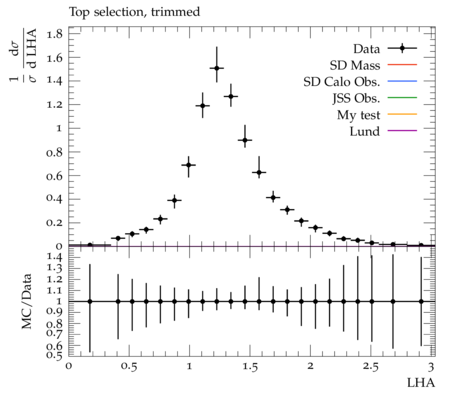 Top selection, trimmed
1/σ dσ/d LHA
1.8
1.6
1.4
1.2
1
0.8
0.6
0.4
0.2
0
Data
SD Mass
SD Calo Obs.
JSS Obs.
My test
Lund
MC/Data
1.4
1.3
1.2
1.1
1
0.9
0.8
0.7
0.6
0.5
0 0.5 1 1.5 2 2.5 3
LHA